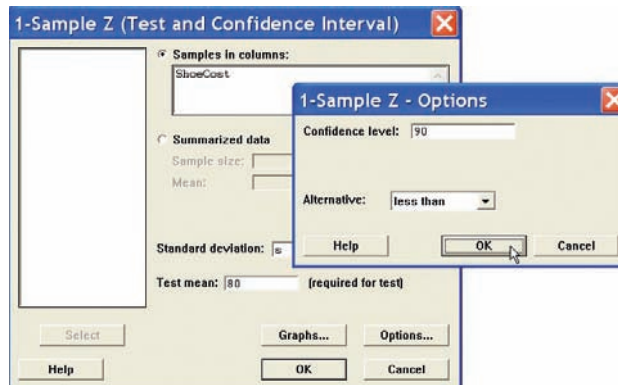 1-Sample Z (Test and Confidence Interval)
Samples in columns:
ShoeCost
Summarized data
Sample size:
Mean:
Standard deviation: s
Test mean: 80 (required for test)
Select
Graphs...
Options...
Help
OK
Cancel
1-Sample Z - Options
Confidence level: 90
Alternative: less than
Help
OK
Cancel